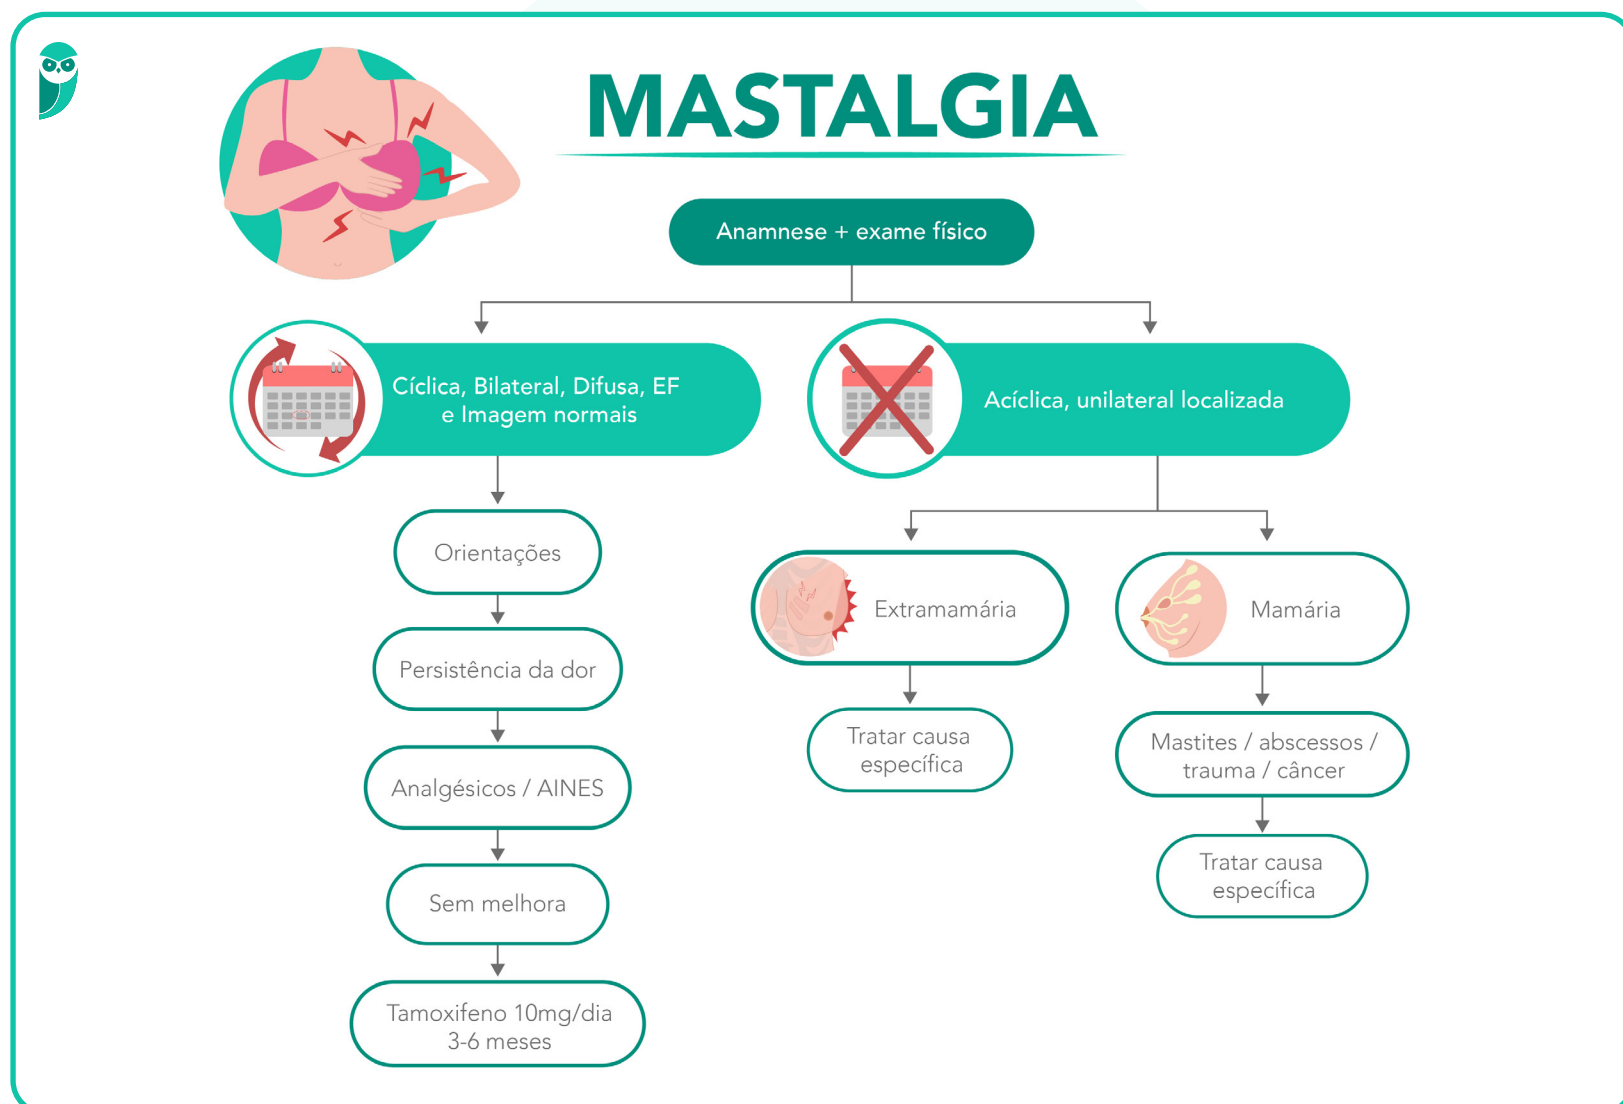 MASTALGIA
Anamnese + exame físico
Cíclica, Bilateral, Difusa, EF
e Imagem normais
Acíclica, unilateral localizada
Orientações
Persistência da dor
Analgésicos / AINES
Sem melhora
Tamoxifeno 10mg/dia
3-6 meses
Extramamária
Tratar causa
específica
Mamária
Mastites / abscessos /
trauma / câncer
Tratar causa
específica